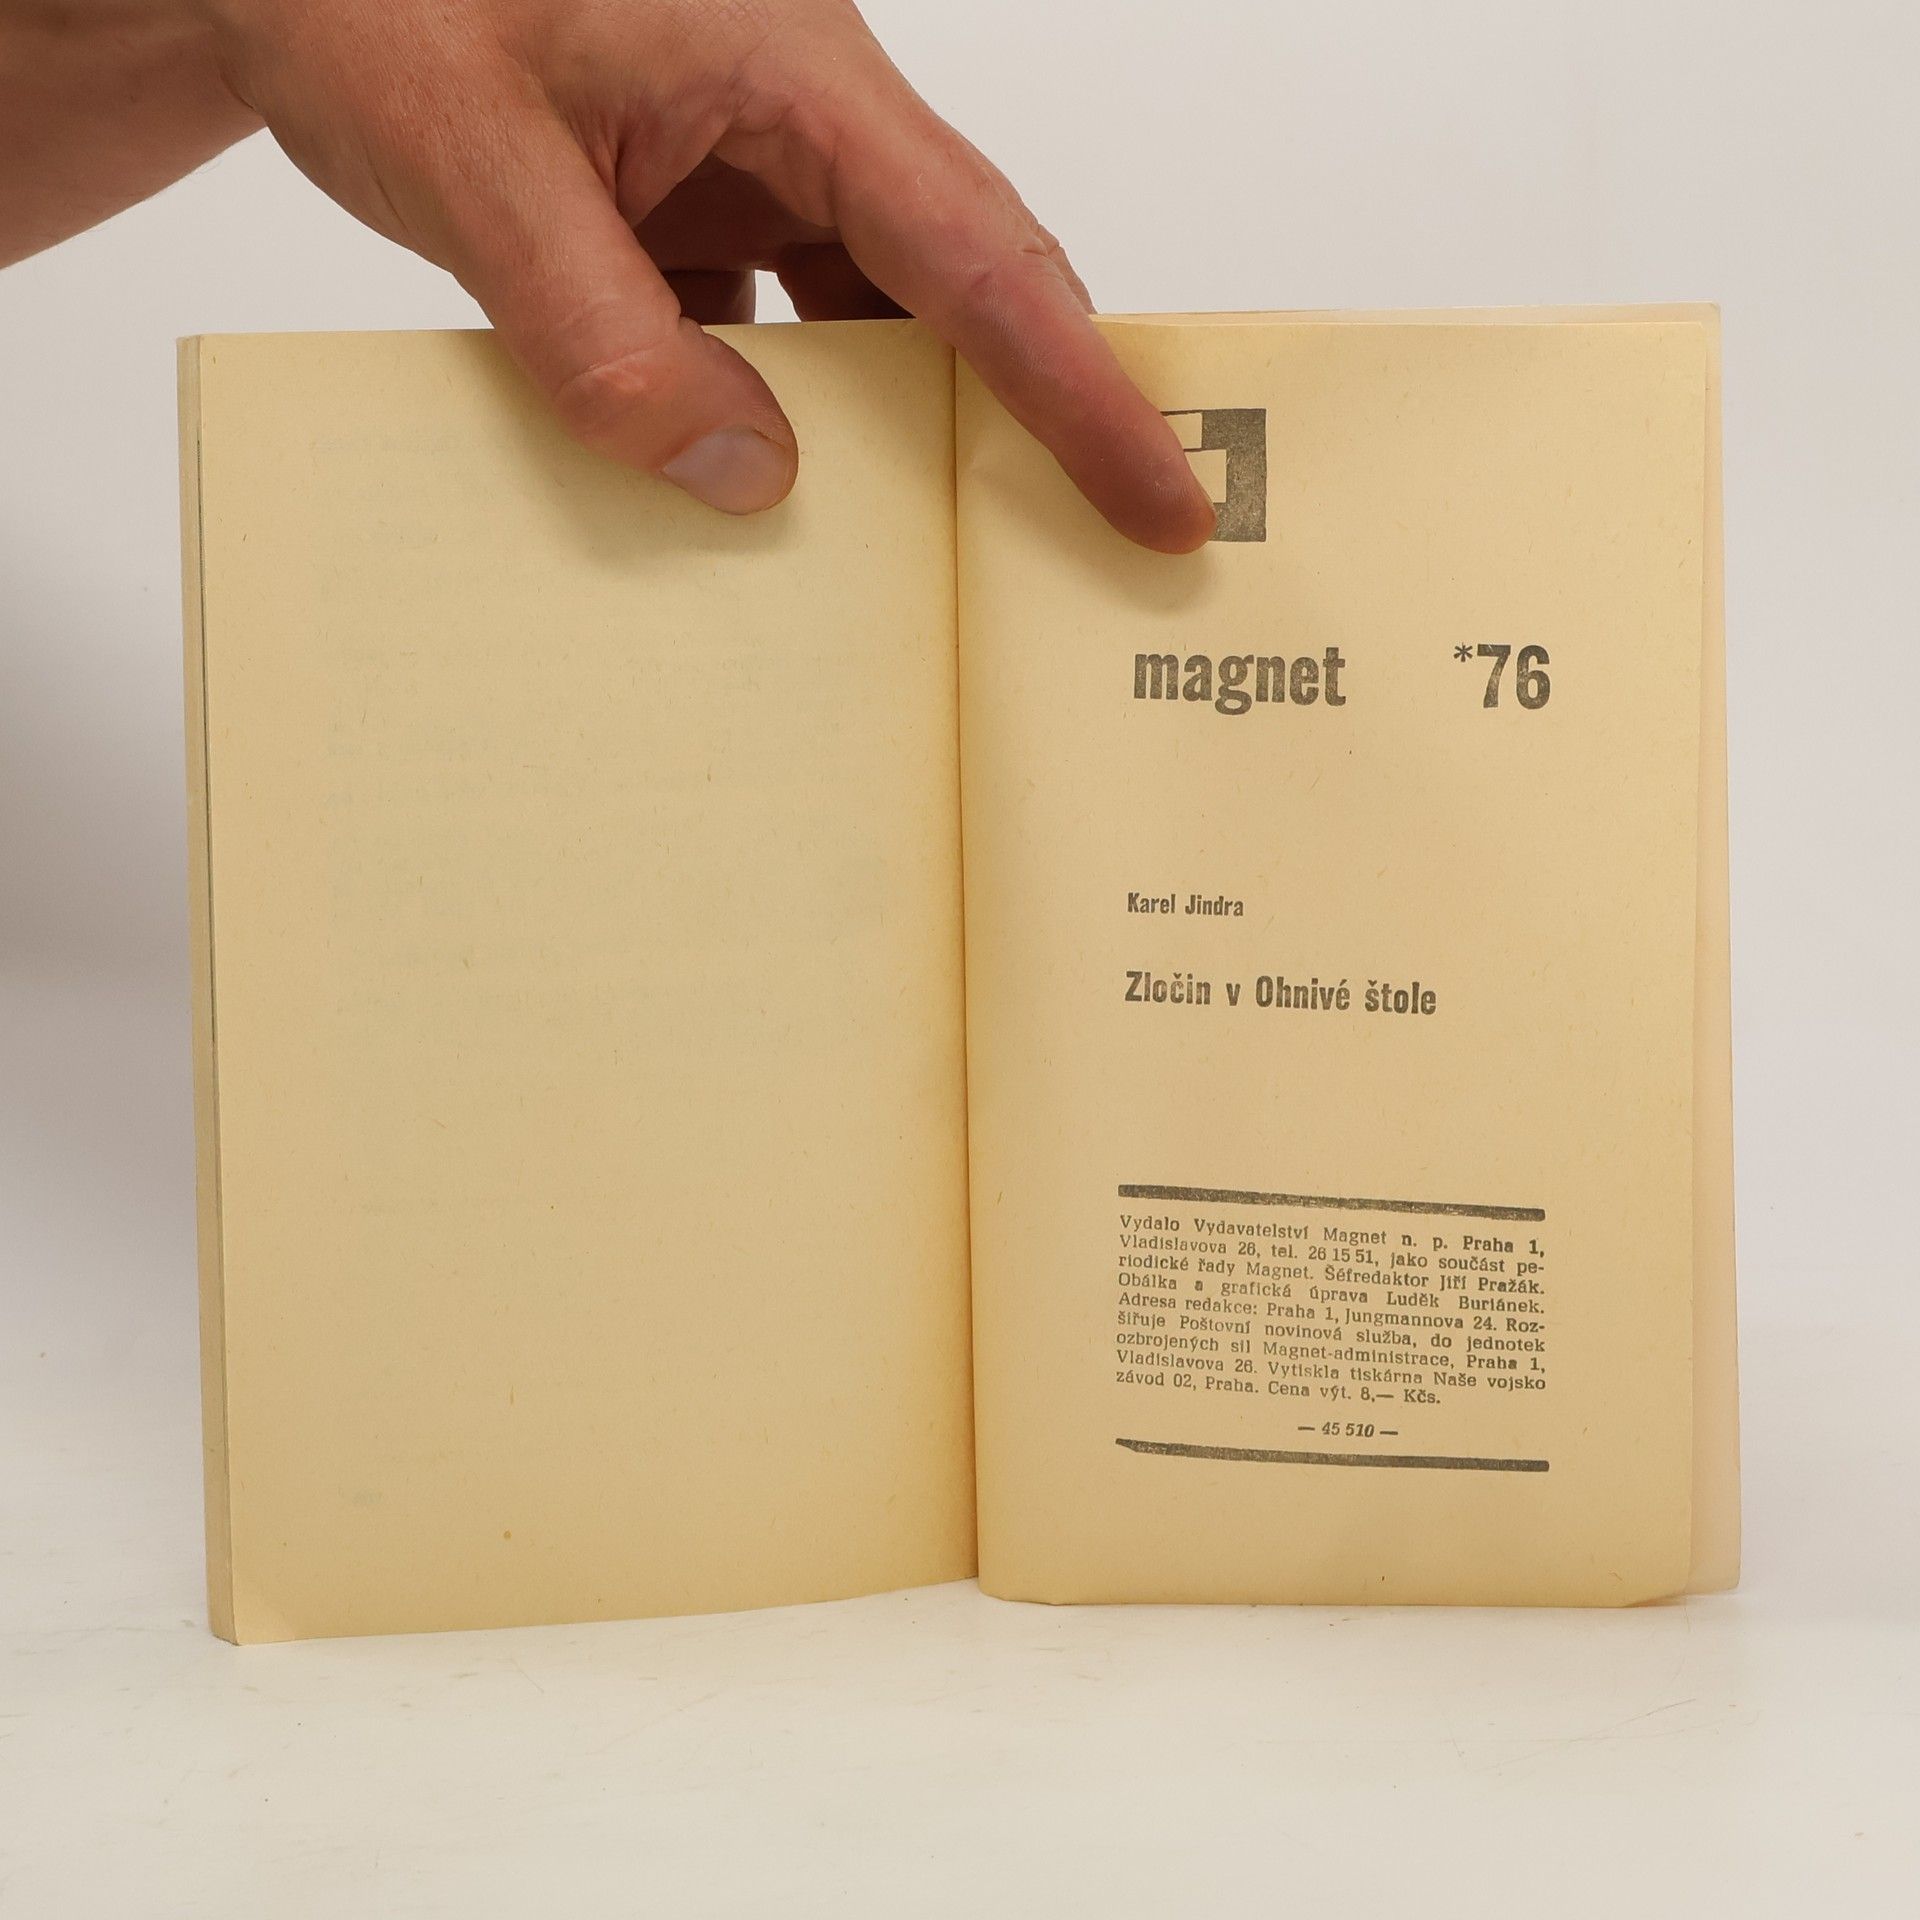 magnet *76
Karel Jindra
Zločin v Ohnivé štole
Vydalo Vydavatelství Magnet n. p. Praha 1,
Vladislavova 26, tel. 26 15 51, jako součást pe-
riodické řady Magnet. Šéfredaktor Jiří Pražák.
Obálka a grafická úprava Luděk Buriánek.
Adresa redakce: Praha 1, Jungmannova 24. Roz-
šiřuje Poštovní novinová služba, do jednotek
ozbrojených sil Magnet-administrace, Praha 1,
Vladislavova 26. Vytiskla tiskárna Naše vojsko
závod 02, Praha. Cena výt. 8,— Kčs.
— 45 510 —